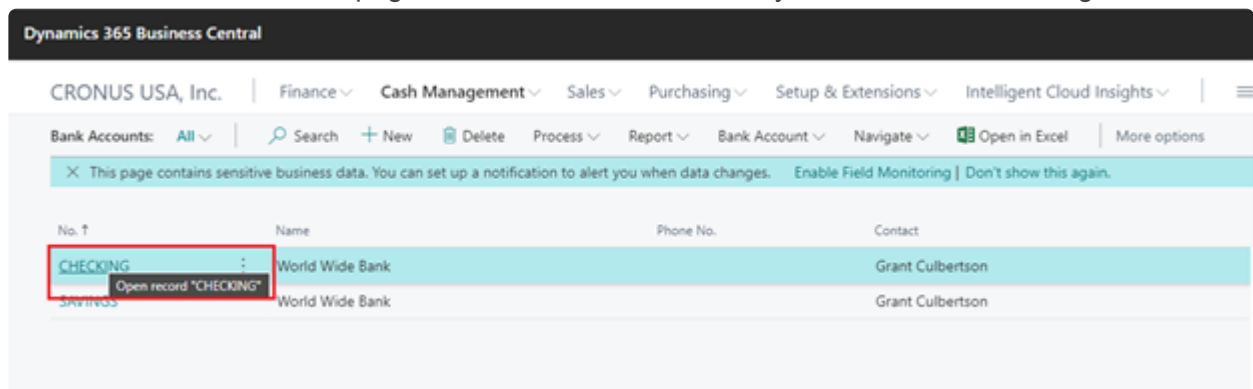 Dynamics 365 Business Central
CRONUS USA, Inc. Finance Cash Management Sales Purchasing Setup & Extensions Intelligent Cloud Insights
Bank Accounts: All Search + New Delete Process Report Bank Account Navigate Open in Excel More options
× This page contains sensitive business data. You can set up a notification to alert you when data changes. Enable Field Monitoring | Don't show this again.
No. ↑ Name Phone No. Contact
CHECKING World Wide Bank Grant Culbertson
Open record "CHECKING"
SAVINGS World Wide Bank Grant Culbertson